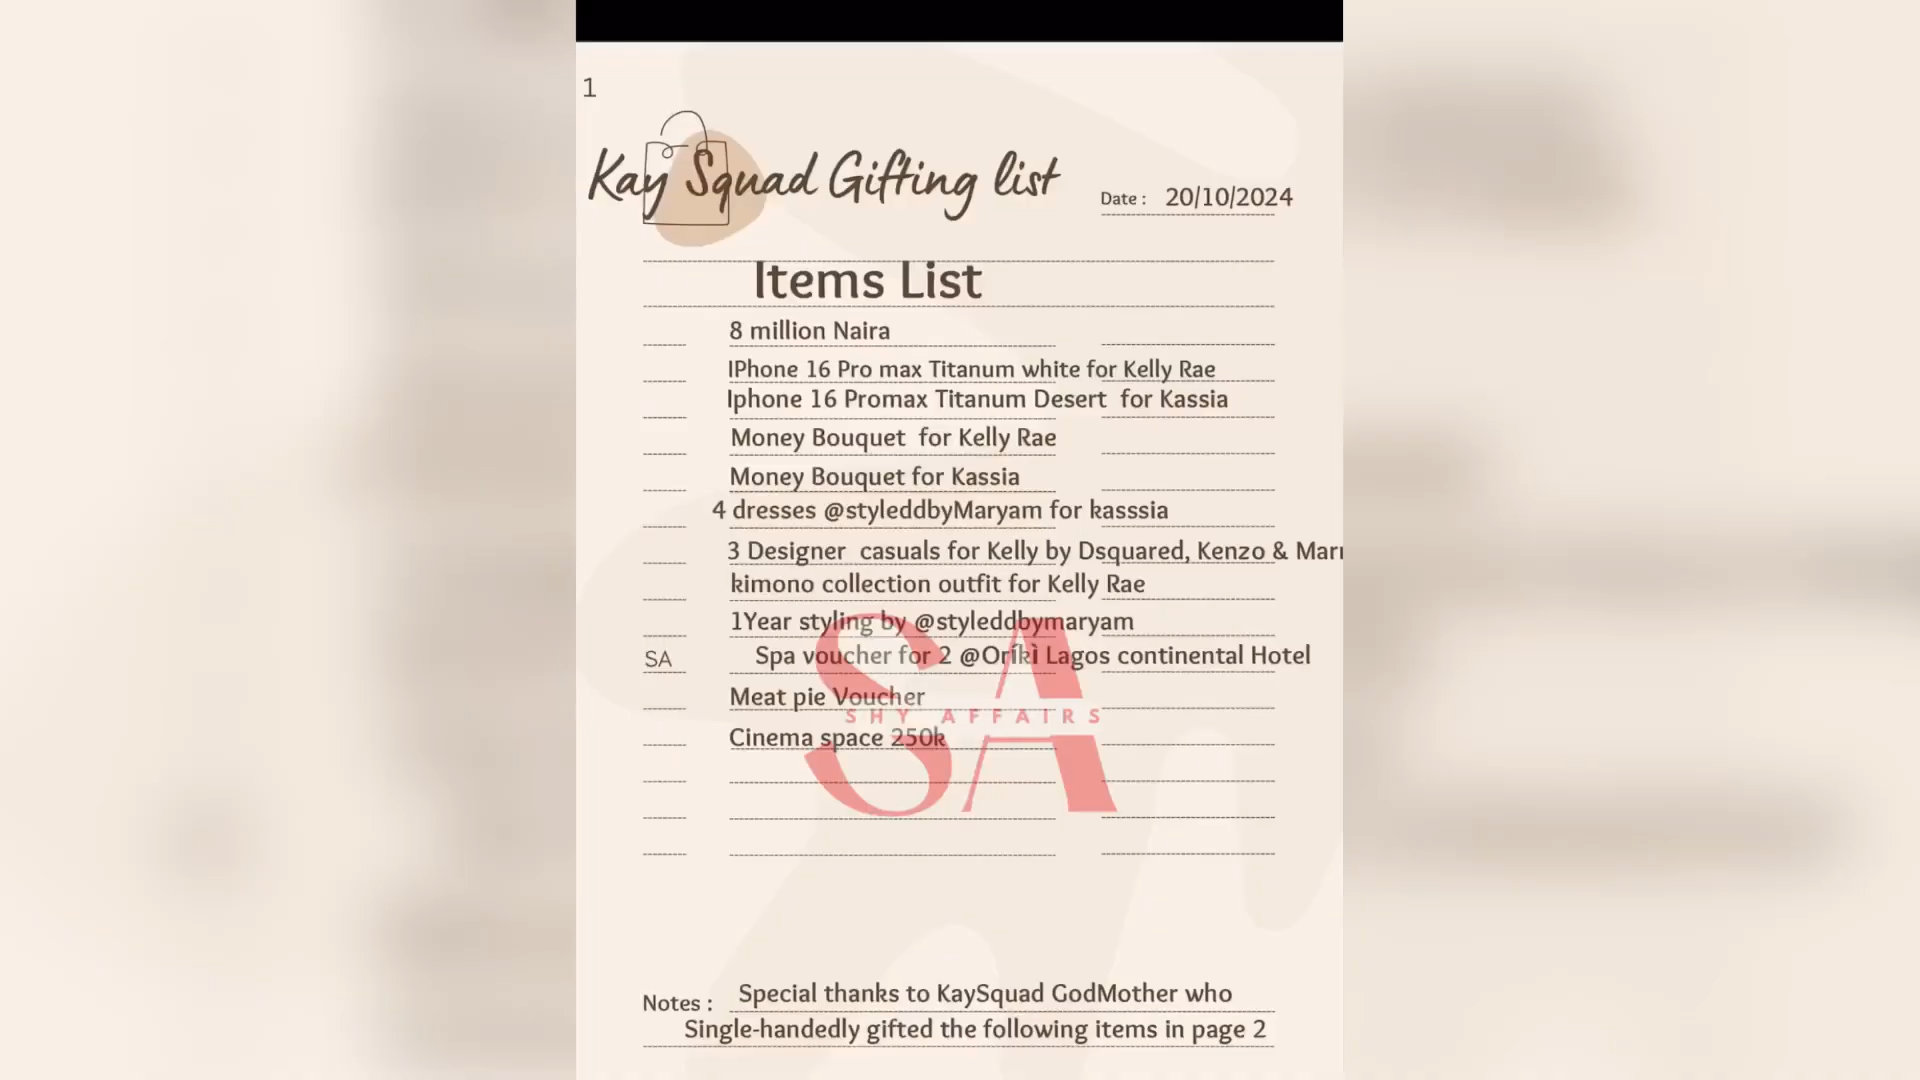 1
Kay Squad Gifting list
Date : 20/10/2024
Items List
8 million Naira
IPhone 16 Pro max Titanum white for Kelly Rae
Iphone 16 Promax Titanum Desert for Kassia
Money Bouquet for Kelly Rae
Money Bouquet for Kassia
4 dresses @styleddbyMaryam for kasssia
3 Designer casuals for Kelly by Dsquared, Kenzo &
kimono collection outfit for Kelly Rae
1Year styling by @styleddbymaryam
SA Spa voucher for 2 @Oríkì Lagos continental Hotel
Meat pie Voucher
SHY AFFAIRS
Cinema space 250k
SA
Notes : Special thanks to KaySquad GodMother who
Single-handedly gifted the following items in page 2